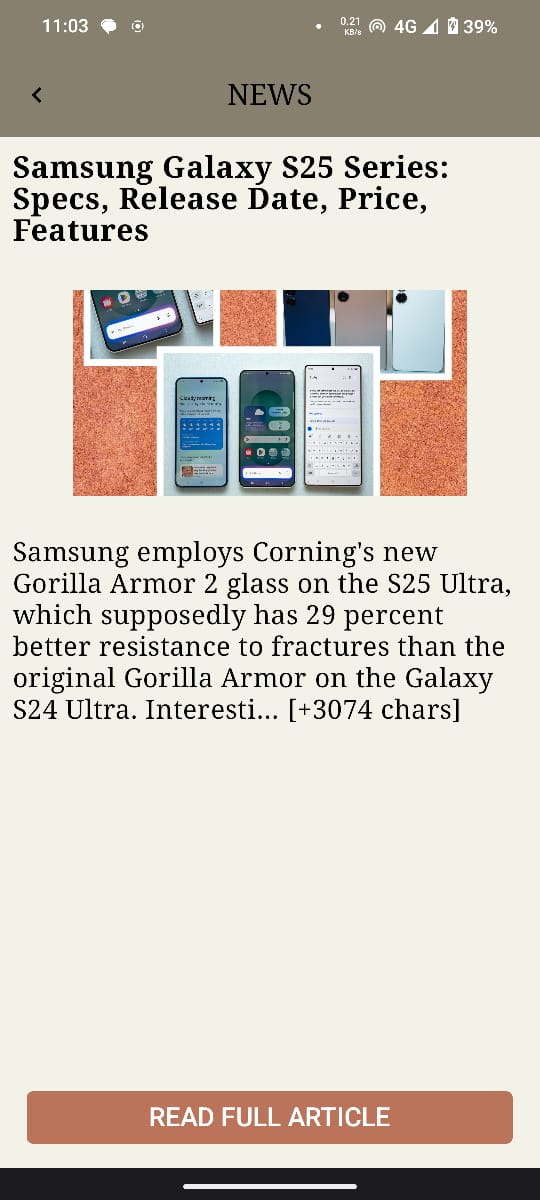 11:03
0.21
KB/s
4G
39%
NEWS
Samsung Galaxy S25 Series:
Specs, Release Date, Price,
Features
Cloudy morning
Samsung employs Corning's new
Gorilla Armor 2 glass on the S25 Ultra,
which supposedly has 29 percent
better resistance to fractures than the
original Gorilla Armor on the Galaxy
S24 Ultra. Interesti... [+3074 chars]
READ FULL ARTICLE